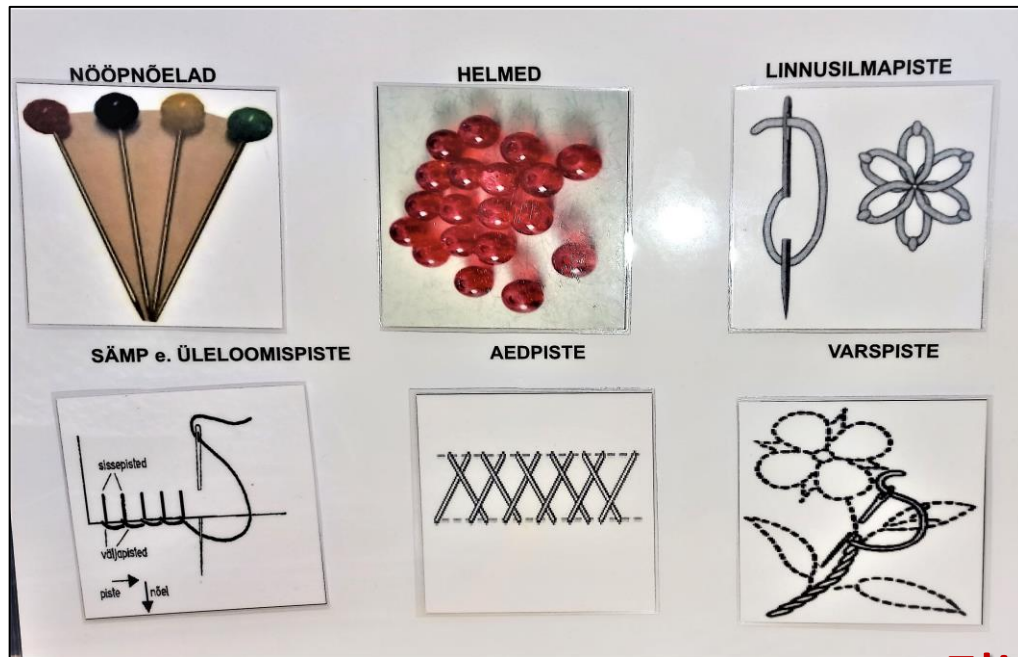 NÖÖPNÕELAD
HELMED
LINNUSILMAPISTE
SÄMP e. ÜLELOOMISPISTE
AEDPISTE
VARSPISTE
sissepisted
väljapisted
piste
nõel